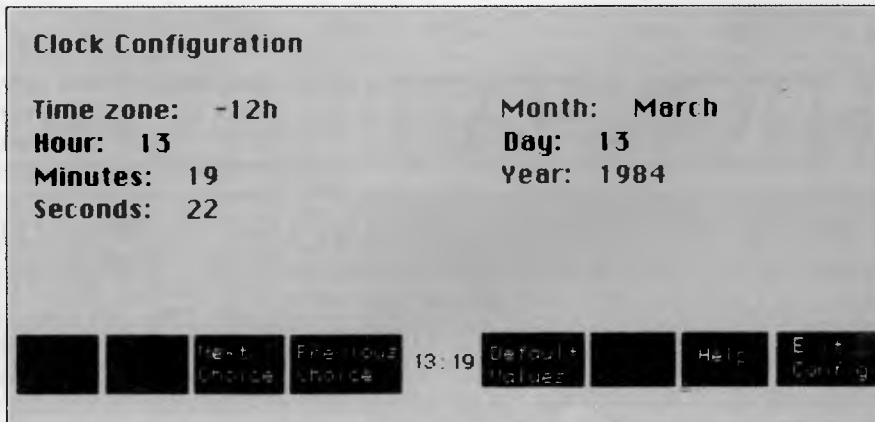 Clock Configuration
Time zone: -12h
Hour: 13
Minutes: 19
Seconds: 22
Month: March
Day: 13
Year: 1984
Next Choice
Previous Choice
13:19
Default Values
Help
Exit Config